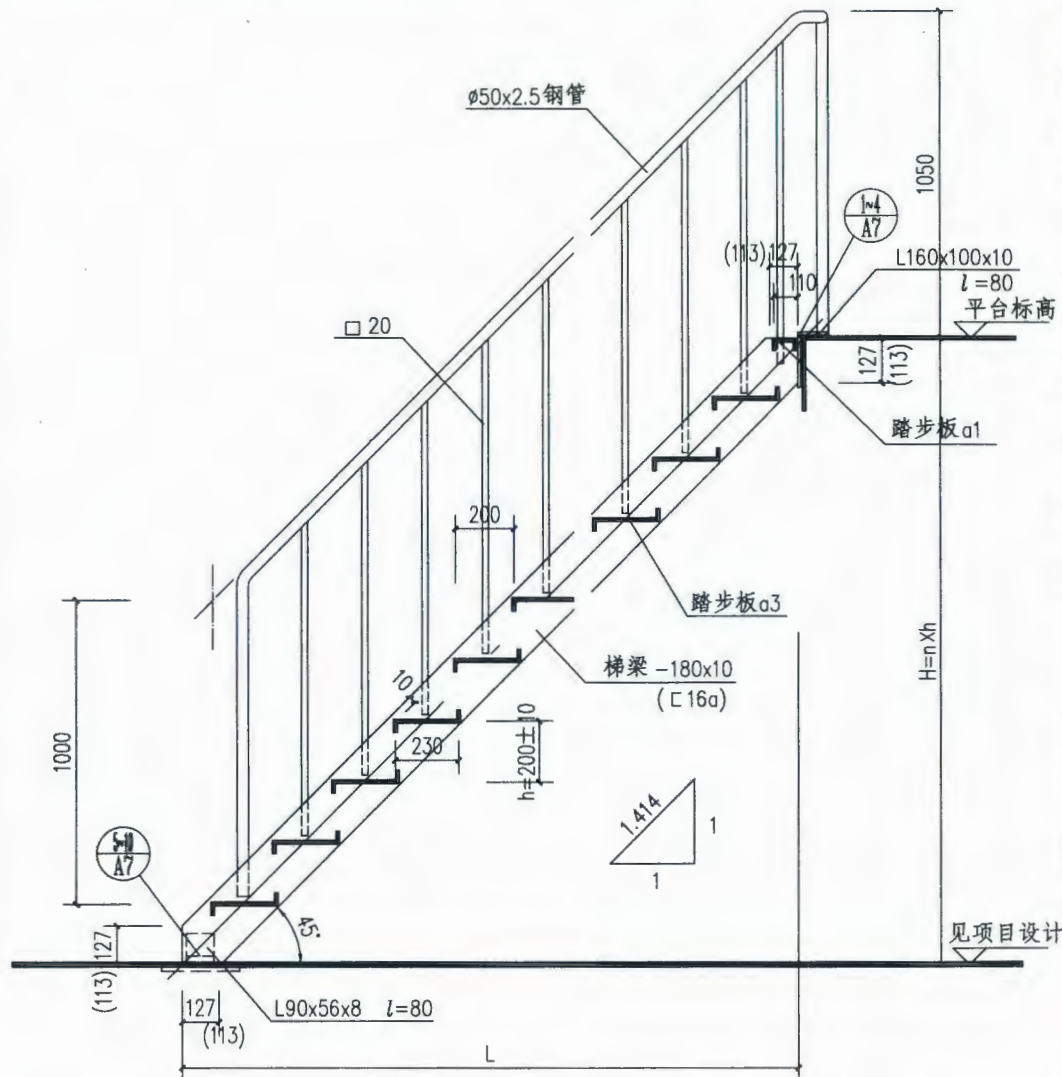 ø50x2.5钢管
1050
1~4
A7
(113)
127
110
L160x100x10
l=80
平台标高
□ 20
127
(113)
踏步板a1
200
踏步板a3
梯梁 -180x10
(⊏16a)
H=nXh
10
230
h=200±10
1000
1.414
1
1
5~10
A7
45°
127
(113)
见项目设计
127
(113)
L90x56x8 l=80
L